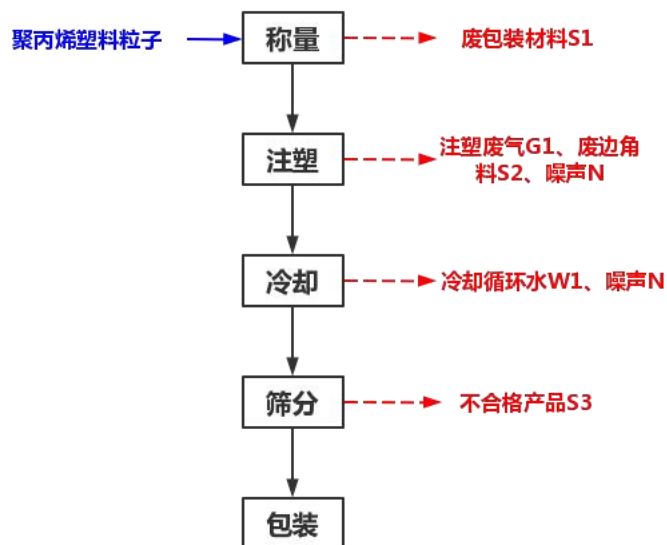 聚丙烯塑料粒子
称量
废包装材料S1
注塑
注塑废气G1、废边角
料S2、噪声N
冷却
冷却循环水W1、噪声N
筛分
不合格产品S3
包装